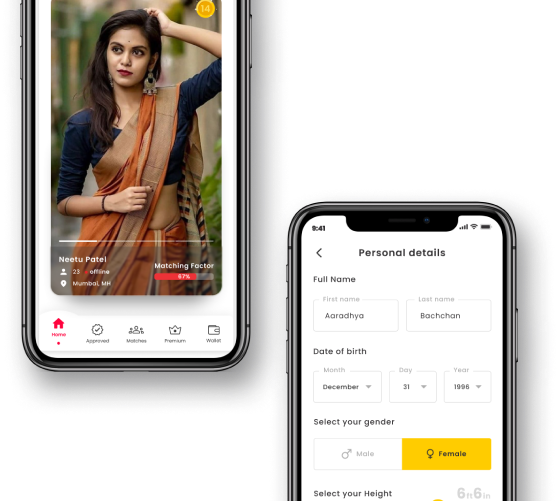 14
Neetu Patel
23 offline
Mumbai, MH
Matching Factor
67%
Home
Approved
Matches
Premium
Wallet
9:41
Personal details
Full Name
First name
Last name
Aaradhya
Bachchan
Date of birth
Month
Day
Year
December
31
1996
Select your gender
Male
Female
Select your Height
6ft6in